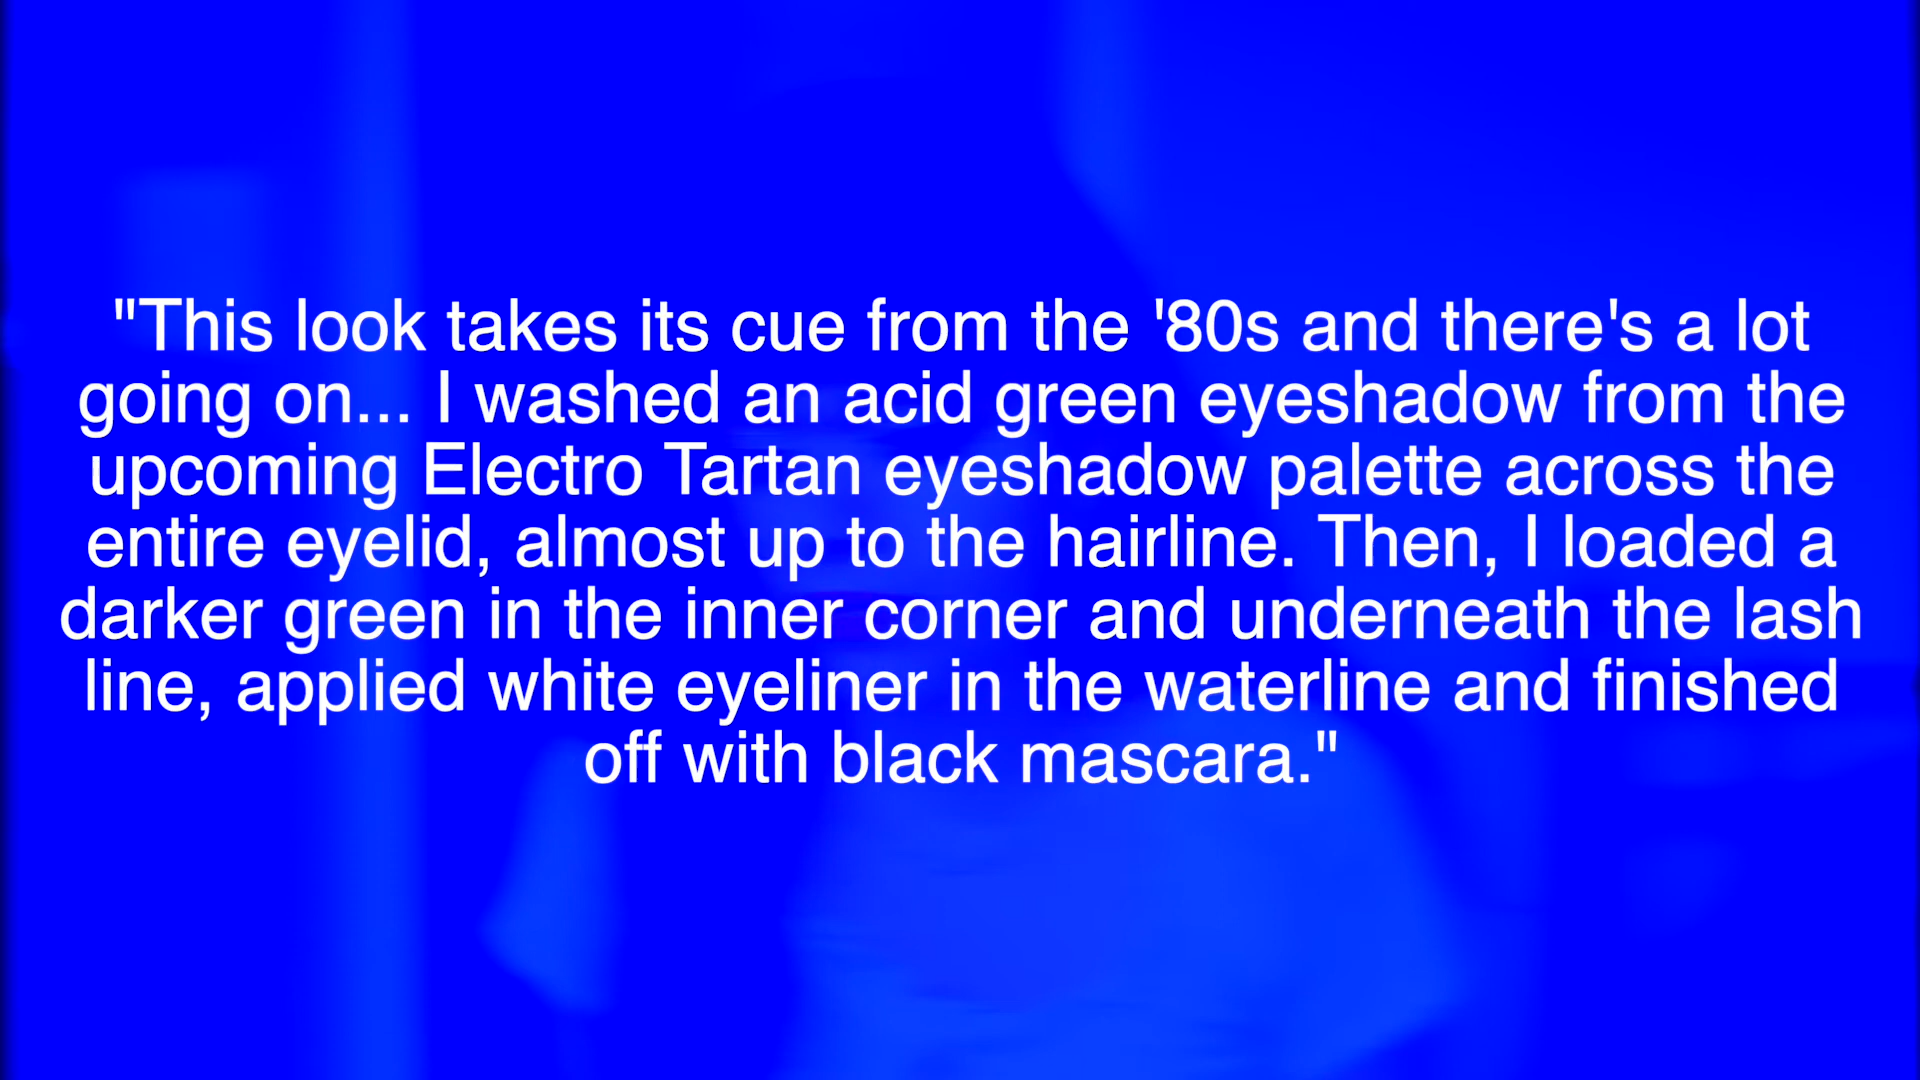 "This look takes its cue from the '80s and there's a lot
going on... I washed an acid green eyeshadow from the
upcoming Electro Tartan eyeshadow palette across the
entire eyelid, almost up to the hairline. Then, I loaded a
darker green in the inner corner and underneath the lash
line, applied white eyeliner in the waterline and finished
off with black mascara."